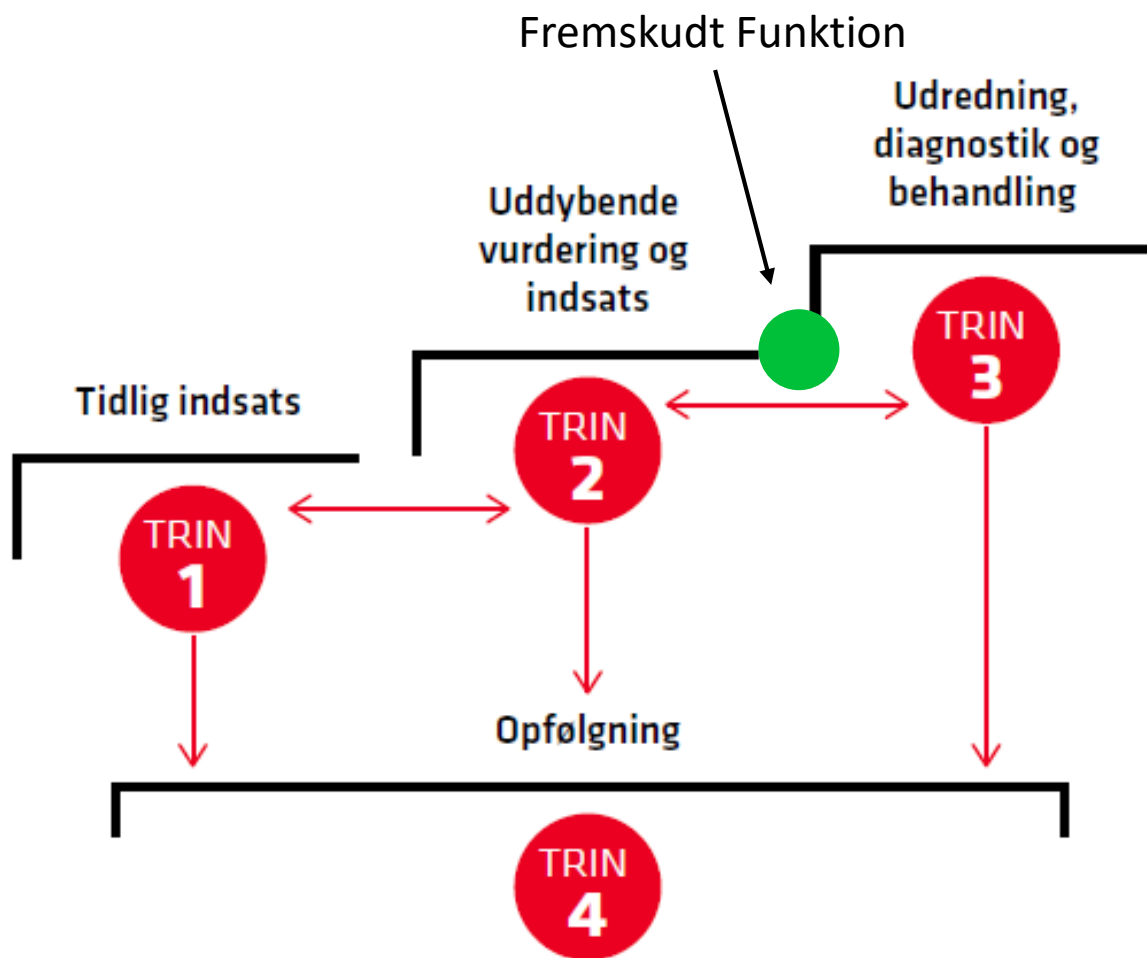 Fremskudt Funktion
Udredning,
diagnostik og
behandling
Uddybende
vurdering og
indsats
Tidlig indsats
TRIN
3
TRIN
2
TRIN
1
Opfølgning
TRIN
4